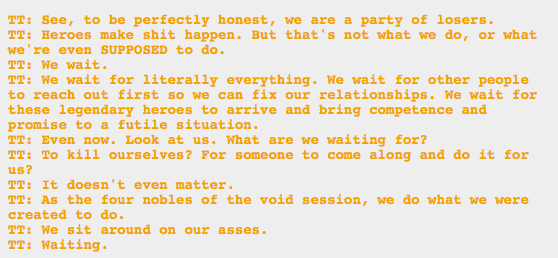 TT: See, to be perfectly honest, we are a party of losers.
TT: Heroes make shit happen. But that's not what we do, or what
we're even SUPPOSED to do.
TT: We wait.
TT: We wait for literally everything. We wait for other people
to reach out first so we can fix our relationships. We wait for
these legendary heroes to arrive and bring competence and
promise to a futile situation.
TT: Even now. Look at us. What are we waiting for?
TT: To kill ourselves? For someone to come along and do it for
us?
TT: It doesn't even matter.
TT: As the four nobles of the void session, we do what we were
created to do.
TT: We sit around on our asses.
TT: Waiting.